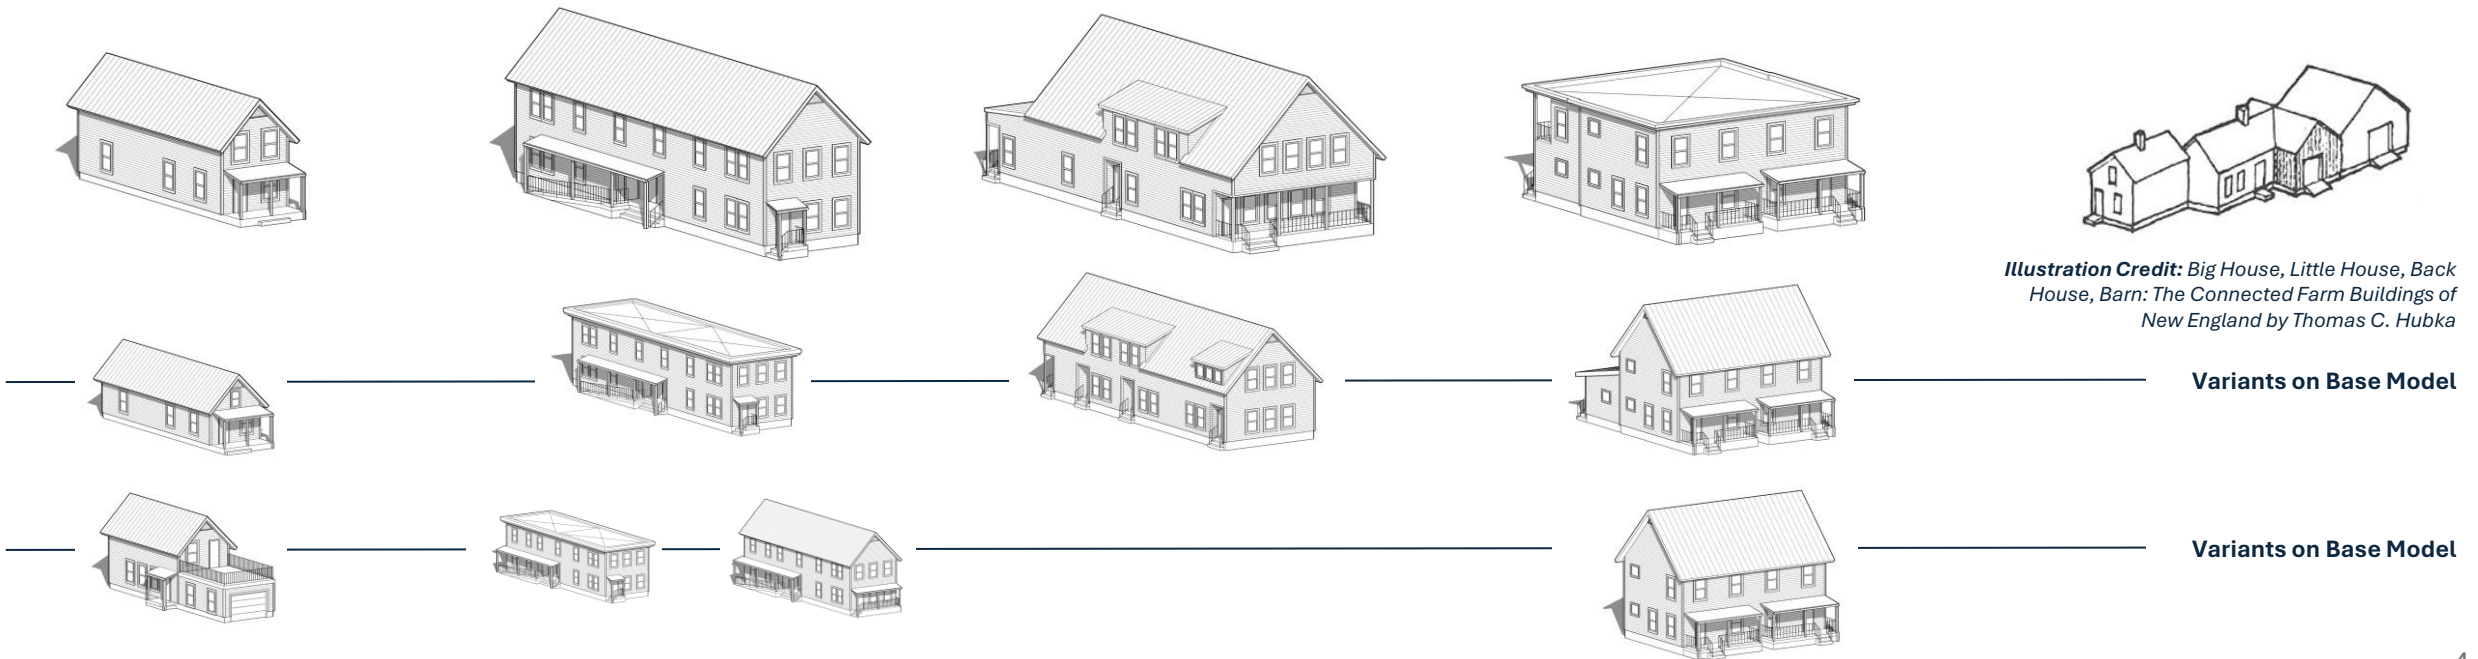 Illustration Credit: Big House, Little House, Back
House, Barn: The Connected Farm Buildings of
New England by Thomas C. Hubka
Variants on Base Model
Variants on Base Model
4